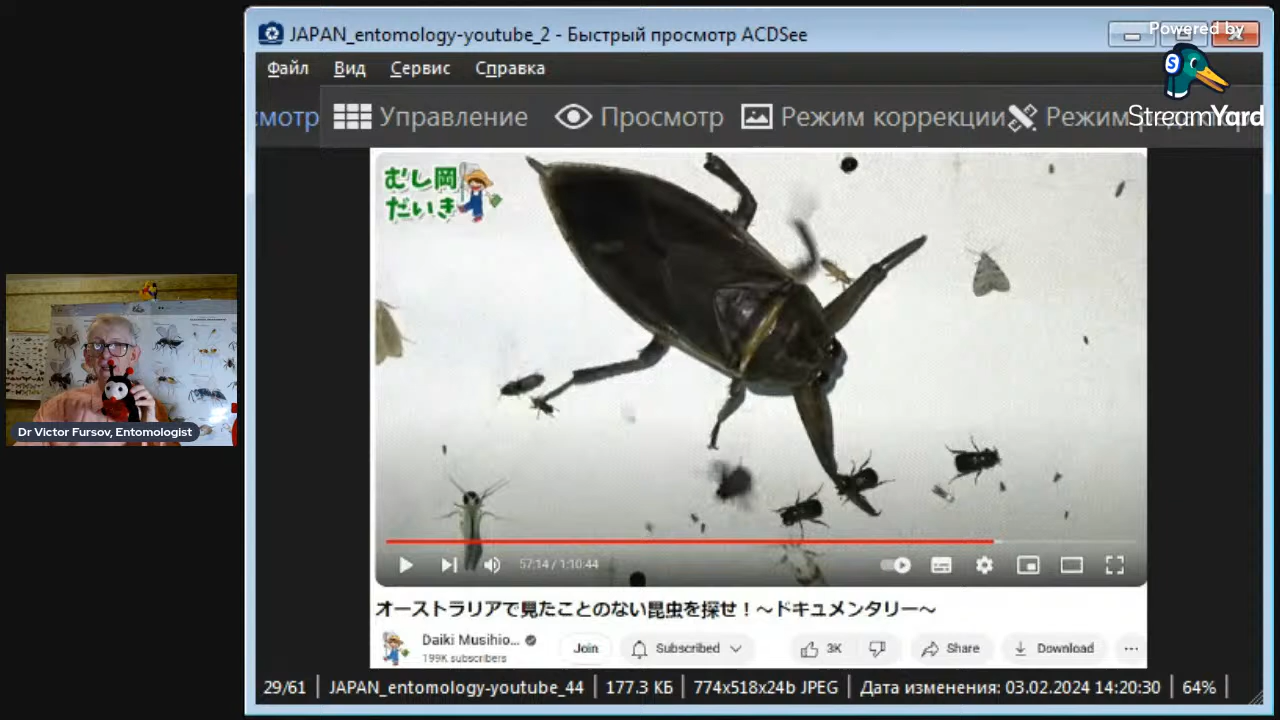 JAPAN_entomology-youtube_2 - Быстрый просмотр ACDSee
Powered by
StreamYard
Файл Вид Сервис Справка
смотр Управление Просмотр Режим коррекции
むし岡
だいき
Dr Victor Fursov, Entomologist
57:14 / 1:10:44
オーストラリアで見たことのない昆虫を探せ！～ドキュメンタリー～
Daiki Musihio... Join Subscribed 3K Share Download ...
199K subscribers
29/61 | JAPAN_entomology-youtube_44 | 177.3 КБ | 774x518x24b JPEG | Дата изменения: 03.02.2024 14:20:30 | 64% |